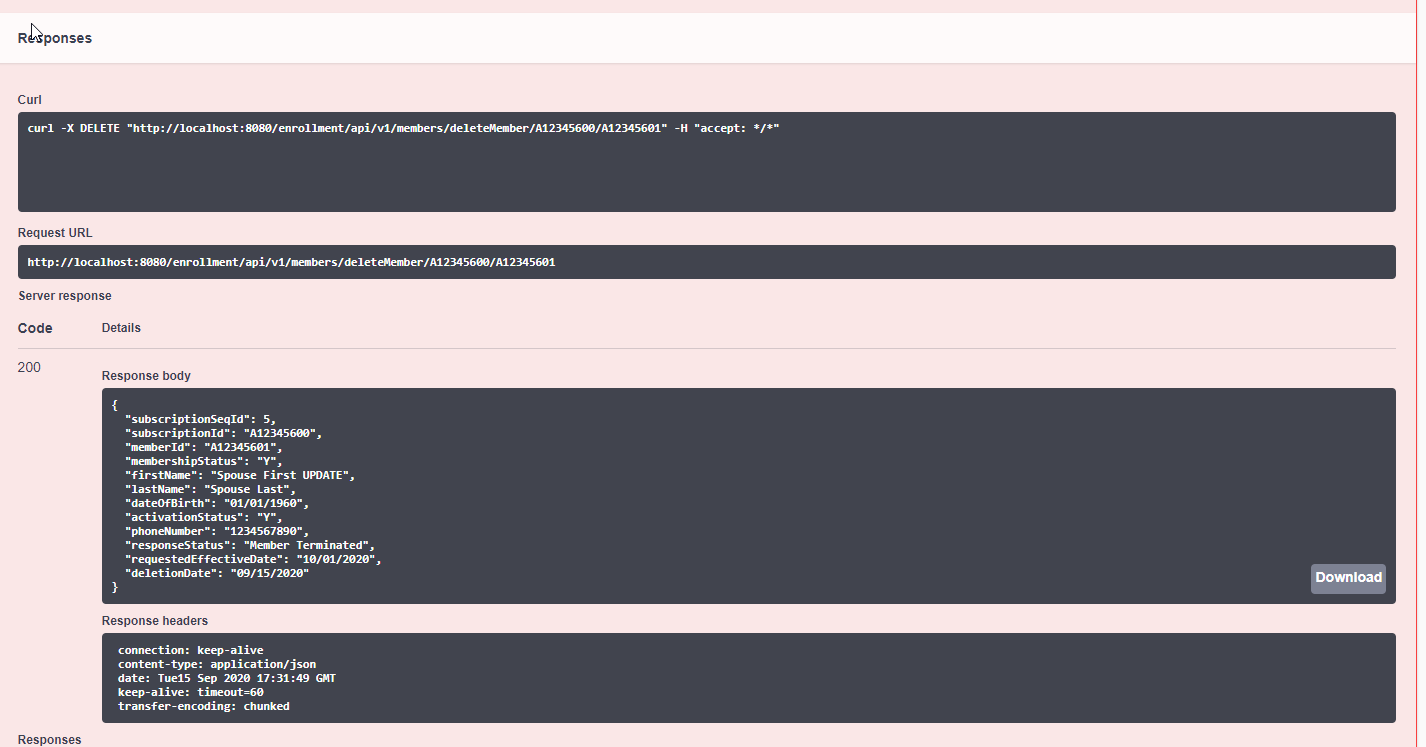 Responses
Curl
curl -X DELETE "http://localhost:8080/enrollment/api/v1/members/deleteMember/A12345600/A12345601" -H "accept: */*"
Request URL
http://localhost:8080/enrollment/api/v1/members/deleteMember/A12345600/A12345601
Server response
Code Details
200
Response body
{
  "subscriptionSeqId": 5,
  "subscriptionId": "A12345600",
  "memberId": "A12345601",
  "membershipStatus": "Y",
  "firstName": "Spouse First UPDATE",
  "lastName": "Spouse Last",
  "dateOfBirth": "01/01/1960",
  "activationStatus": "Y",
  "phoneNumber": "1234567890",
  "responseStatus": "Member Terminated",
  "requestedEffectiveDate": "10/01/2020",
  "deletionDate": "09/15/2020"
}
Download
Response headers
connection: keep-alive
content-type: application/json
date: Tue15 Sep 2020 17:31:49 GMT
keep-alive: timeout=60
transfer-encoding: chunked
Responses